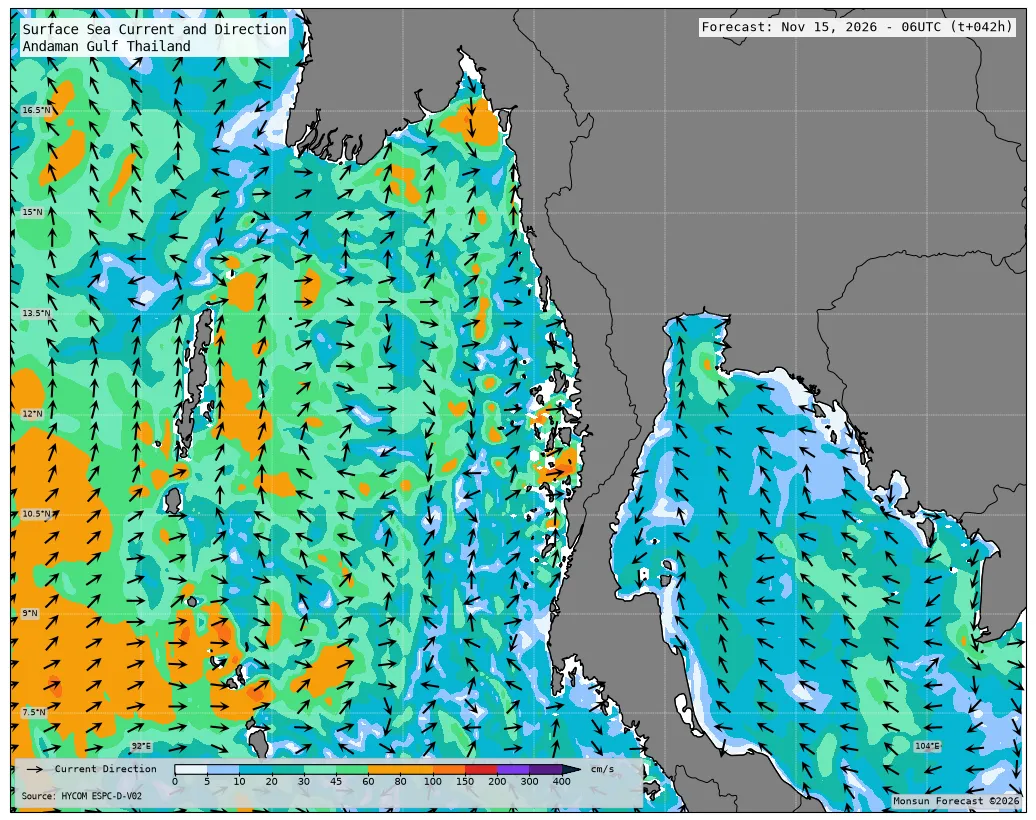 Surface Sea Current and Direction
Andaman Gulf Thailand
Forecast: Nov 15, 2026 - 06UTC (t+042h)
16.5°N
15°N
13.5°N
12°N
10.5°N
9°N
7.5°N
92°E
104°E
Current Direction
0 5 10 20 30 45 60 80 100 150 200 300 400 cm/s
Source: HYCOM ESPC-D-V02
Monsun Forecast ©2026